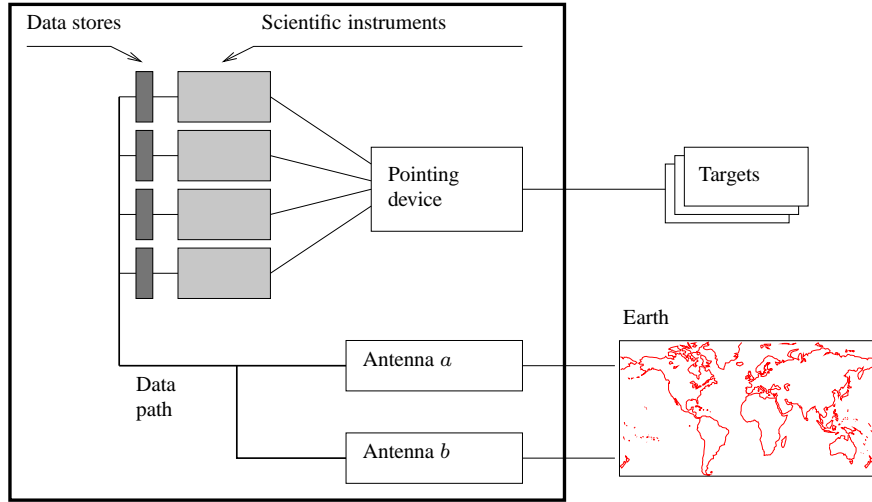 Data stores
Scientific instruments
Pointing
device
Targets
Earth
Antenna a
Data
path
Antenna b